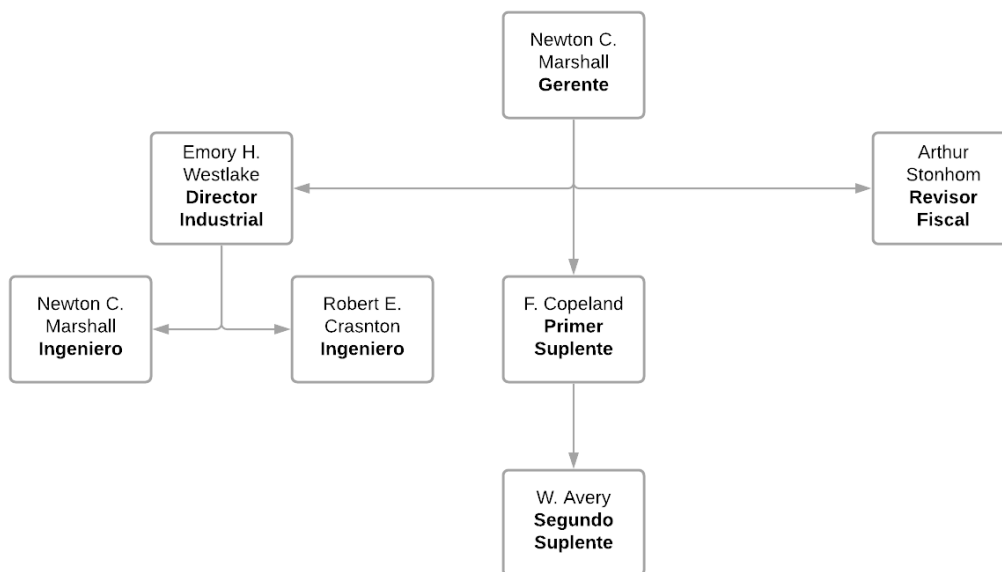 Newton C.
Marshall
Gerente
Emory H.
Westlake
Director
Industrial
Arthur
Stonhom
Revisor
Fiscal
Newton C.
Marshall
Ingeniero
Robert E.
Crasnton
Ingeniero
F. Copeland
Primer
Suplente
W. Avery
Segundo
Suplente